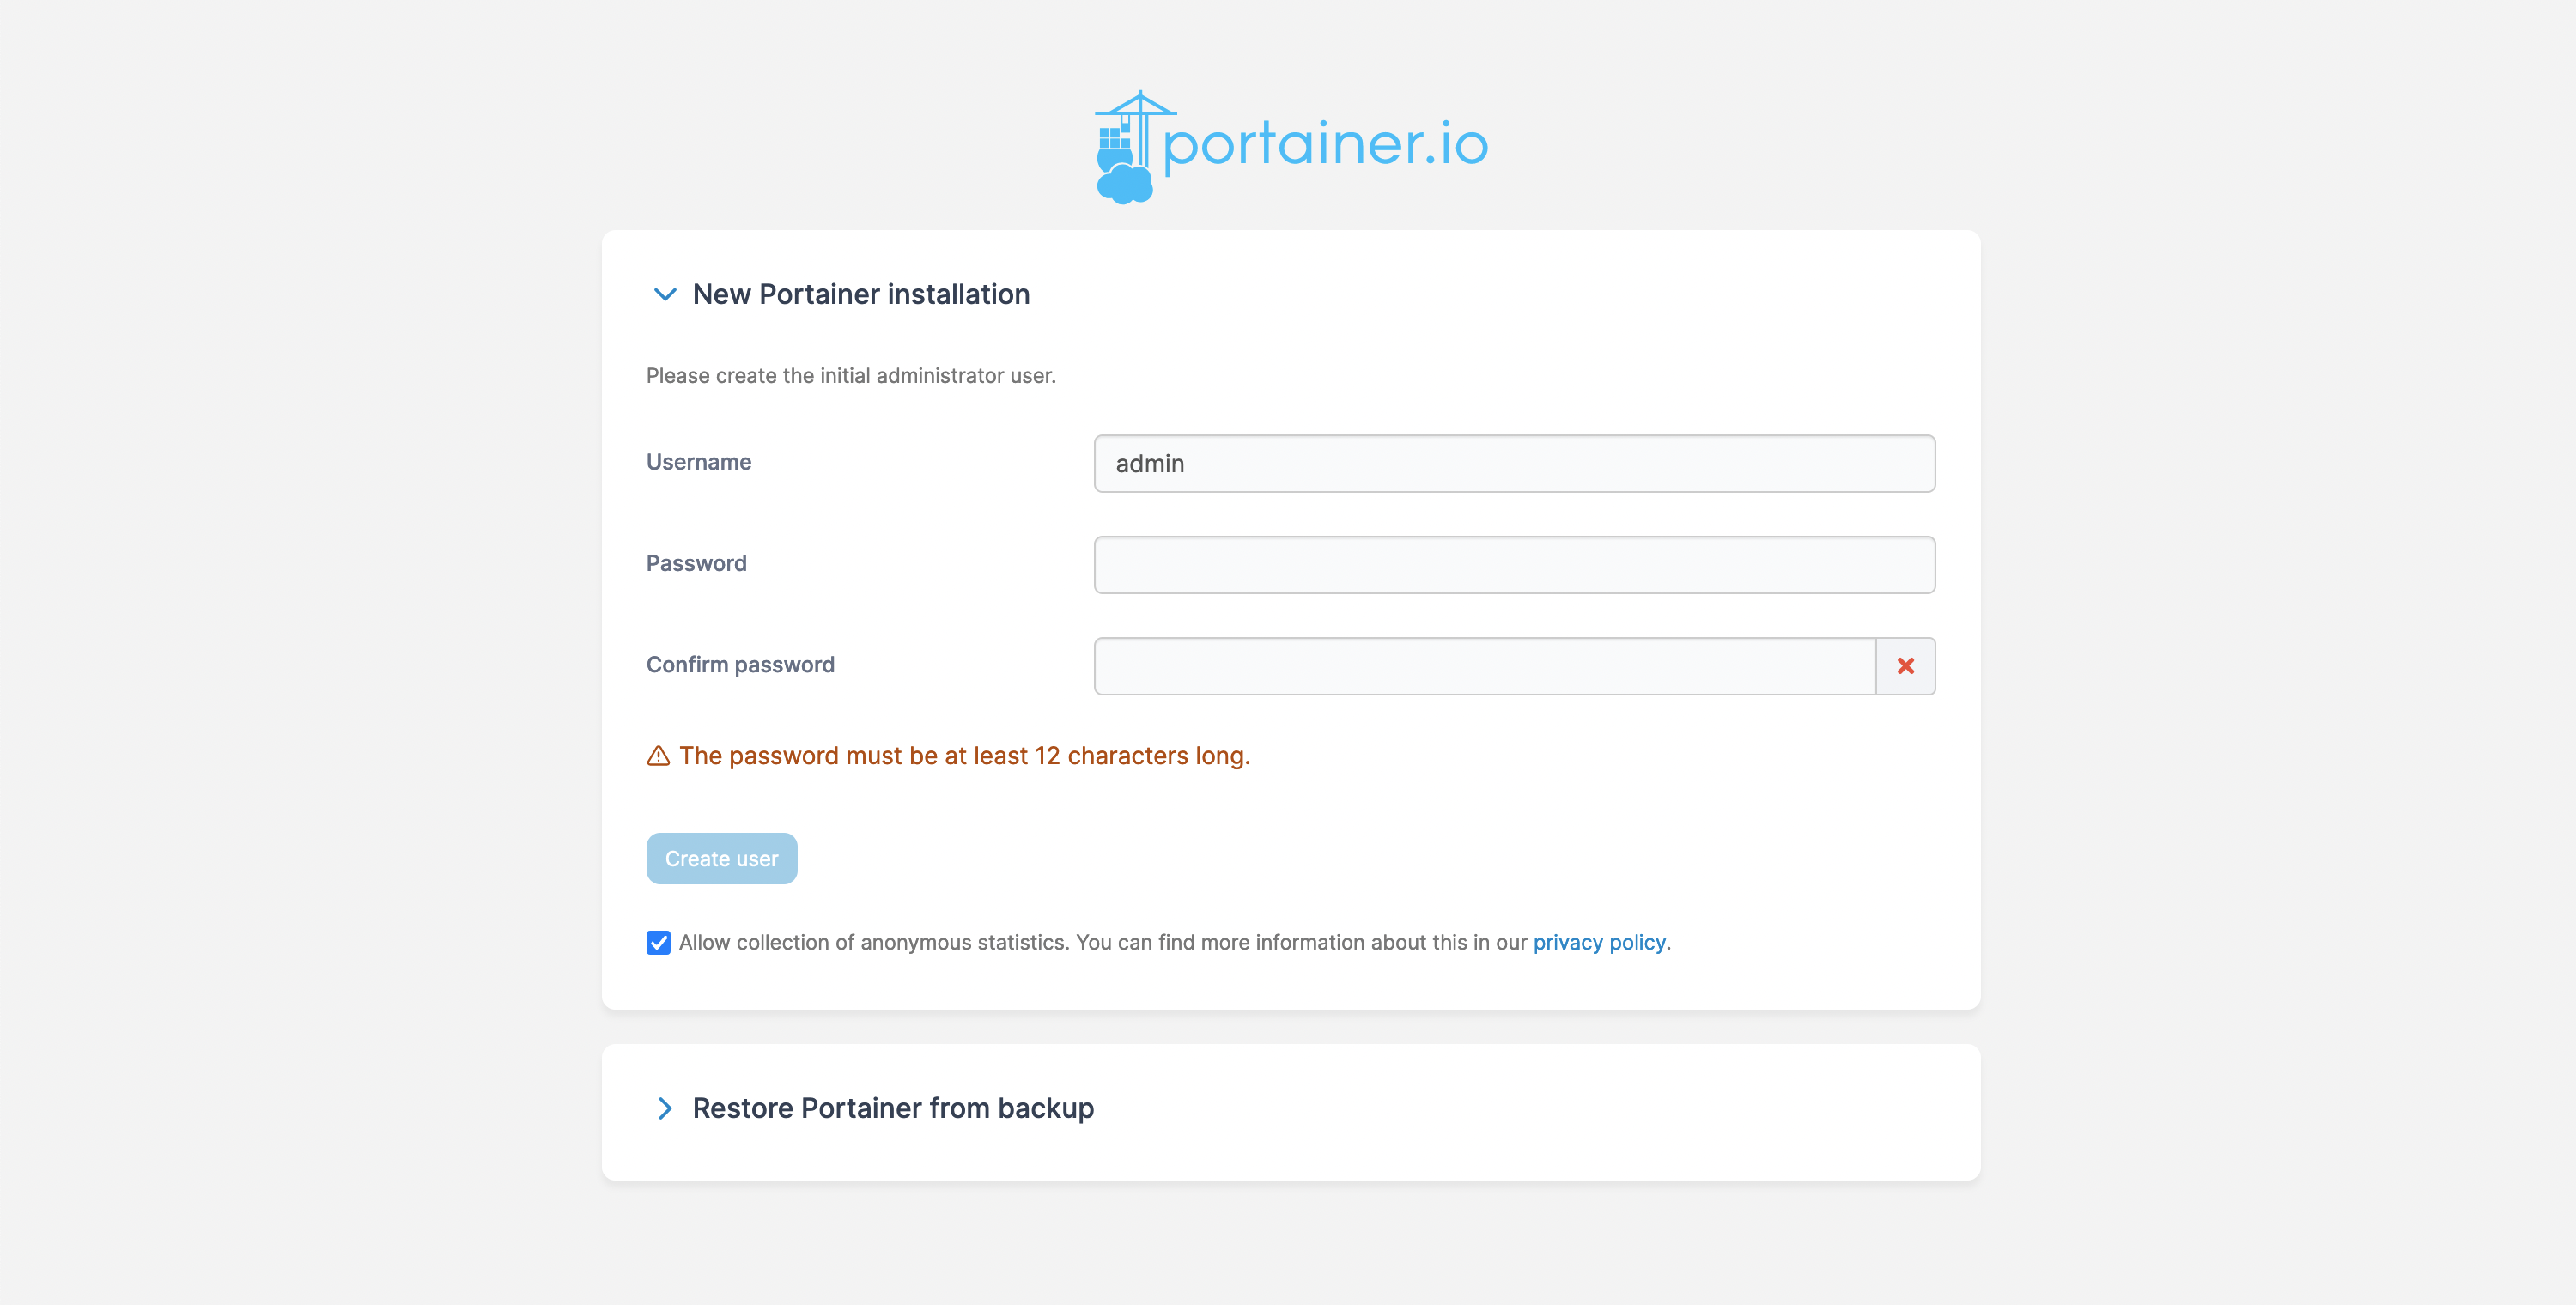 portainer.io
New Portainer installation
Please create the initial administrator user.
Username
admin
Password
Confirm password
The password must be at least 12 characters long.
Create user
Allow collection of anonymous statistics. You can find more information about this in our privacy policy.
Restore Portainer from backup